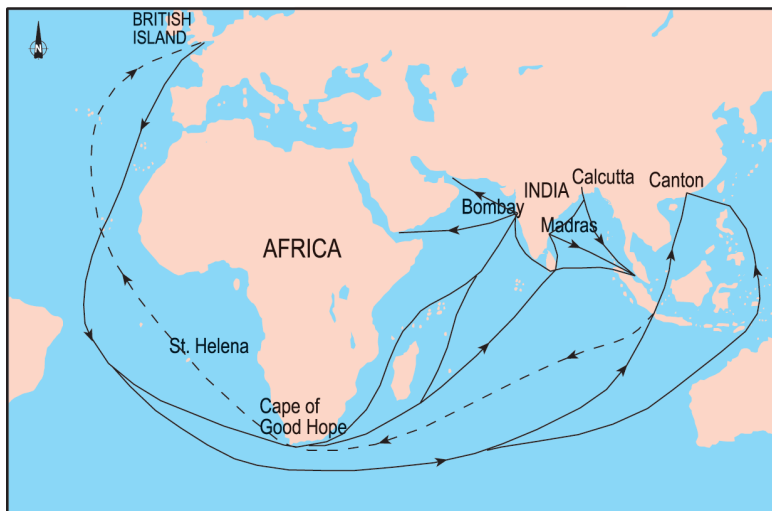 BRITISH
ISLAND
N
INDIA
Calcutta
Canton
Bombay
Madras
AFRICA
St. Helena
Cape of
Good Hope